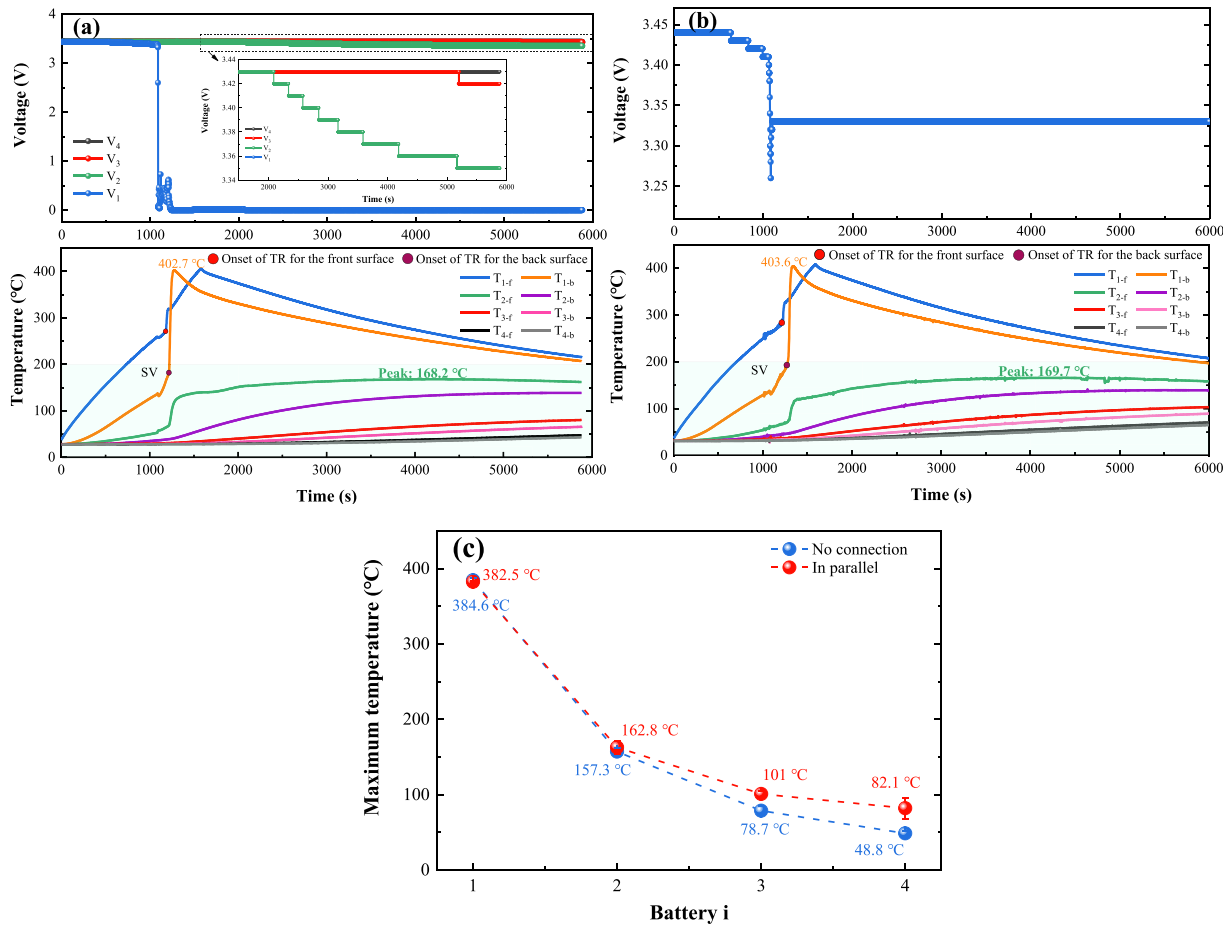 (a)
Voltage (V)
4
3
2
1
0
V4
V3
V2
V1
3.43
3.42
3.40
3.39
3.38
3.36
3.34
Voltage (V)
V4
V3
V2
V1
2000
3000
4000
5000
6000
Time (s)
0
1000
2000
3000
4000
5000
6000
Temperature (℃)
400
300
200
100
0
402.7 ℃
Onset of TR for the front surface
Onset of TR for the back surface
T1-f
T1-b
T2-f
T2-b
T3-f
T3-b
T4-f
T4-b
SV
Peak: 168.2 ℃
0
1000
2000
3000
4000
5000
6000
Time (s)
(b)
Voltage (V)
3.45
3.40
3.35
3.30
3.25
0
1000
2000
3000
4000
5000
6000
Temperature (℃)
400
300
200
100
0
403.6 ℃
Onset of TR for the front surface
Onset of TR for the back surface
T1-f
T1-b
T2-f
T2-b
T3-f
T3-b
T4-f
T4-b
SV
Peak: 169.7 ℃
0
1000
2000
3000
4000
5000
6000
Time (s)
(c)
Maximum temperature (℃)
400
300
200
100
0
No connection
In parallel
382.5 ℃
384.6 ℃
162.8 ℃
157.3 ℃
101 ℃
78.7 ℃
82.1 ℃
48.8 ℃
1
2
3
4
Battery i